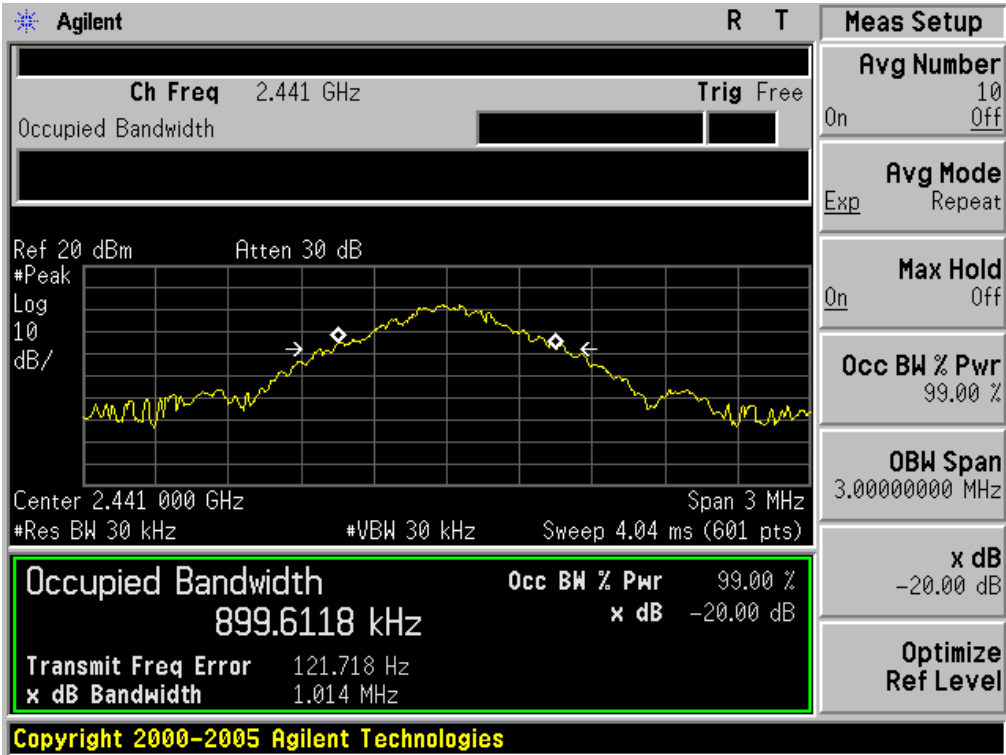 Agilent R T
Ch Freq 2.441 GHz Trig Free
Occupied Bandwidth
Ref 20 dBm Atten 30 dB
#Peak
Log
10
dB/
Center 2.441 000 GHz Span 3 MHz
#Res BW 30 kHz #VBW 30 kHz Sweep 4.04 ms (601 pts)
Occupied Bandwidth Occ BW % Pwr 99.00 %
899.6118 kHz x dB -20.00 dB
Transmit Freq Error 121.718 Hz
x dB Bandwidth 1.014 MHz
Copyright 2000-2005 Agilent Technologies
Meas Setup
Avg Number
10
On Off
Avg Mode
Exp Repeat
Max Hold
On Off
Occ BW % Pwr
99.00 %
OBW Span
3.00000000 MHz
x dB
-20.00 dB
Optimize
Ref Level